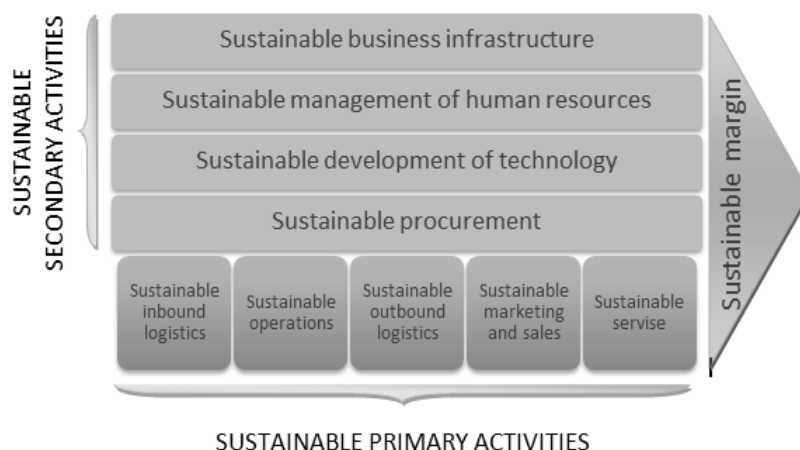 SUSTAINABLE
SECONDARY ACTIVITIES
Sustainable business infrastructure
Sustainable management of human resources
Sustainable development of technology
Sustainable procurement
Sustainable
inbound
logistics
Sustainable
operations
Sustainable
outbound
logistics
Sustainable
marketing
and sales
Sustainable
servise
Sustainable margin
SUSTAINABLE PRIMARY ACTIVITIES